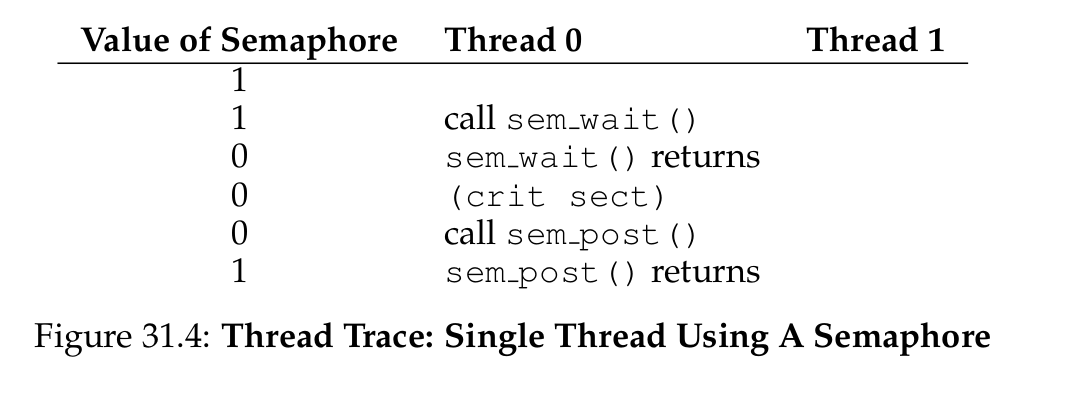 Value of Semaphore Thread 0 Thread 1
1
1 call sem_wait()
0 sem_wait() returns
0 (crit sect)
0 call sem_post()
1 sem_post() returns
Figure 31.4: Thread Trace: Single Thread Using A Semaphore